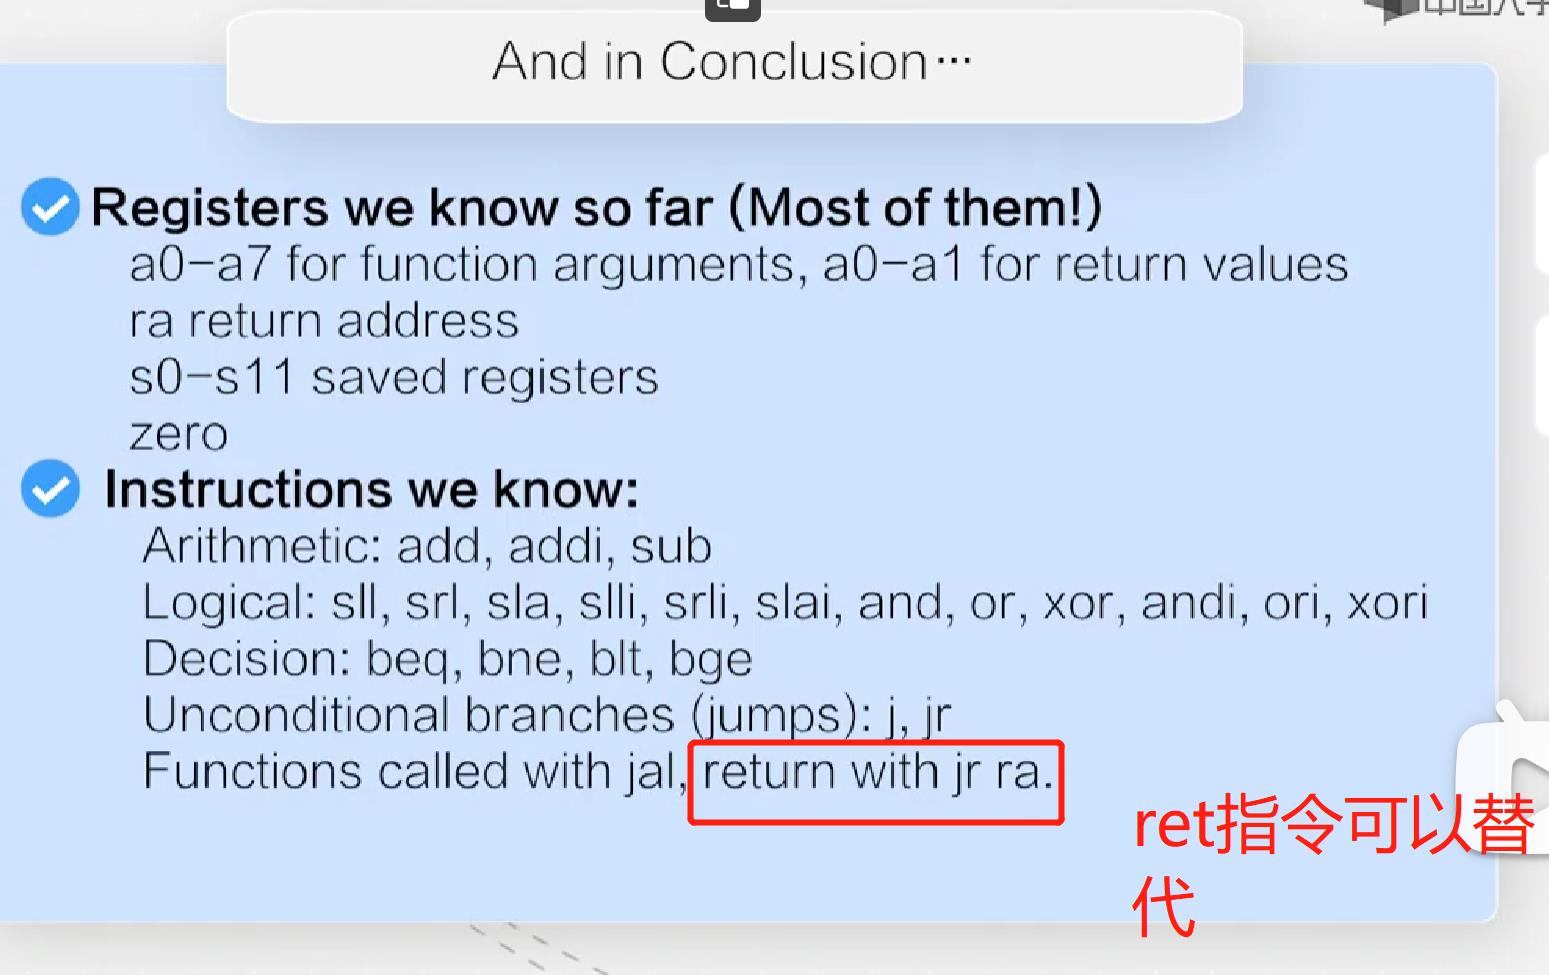 And in Conclusion…
Registers we know so far (Most of them!)
a0-a7 for function arguments, a0-a1 for return values
ra return address
s0-s11 saved registers
zero
Instructions we know:
Arithmetic: add, addi, sub
Logical: sll, srl, sla, slli, srli, slai, and, or, xor, andi, ori, xori
Decision: beq, bne, blt, bge
Unconditional branches (jumps): j, jr
Functions called with jal, return with jr ra.
ret指令可以替
代